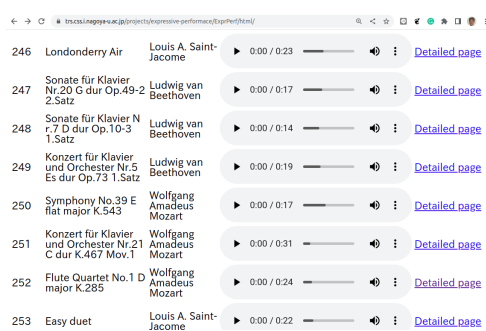 trs.css.i.nagoya-u.ac.jp/projects/expressive-performace/ExprPerf/html/
246 Londonderry Air Louis A. Saint-Jacome 0:00 / 0:23 Detailed page
247 Sonate für Klavier Nr.20 G dur Op.49-2 2.Satz Ludwig van Beethoven 0:00 / 0:17 Detailed page
248 Sonate für Klavier Nr.7 D dur Op.10-3 1.Satz Ludwig van Beethoven 0:00 / 0:14 Detailed page
249 Konzert für Klavier und Orchester Nr.5 Es dur Op.73 1.Satz Ludwig van Beethoven 0:00 / 0:19 Detailed page
250 Symphony No.39 E flat major K.543 Wolfgang Amadeus Mozart 0:00 / 0:17 Detailed page
251 Konzert für Klavier und Orchester Nr.21 C dur K.467 Mov.1 Wolfgang Amadeus Mozart 0:00 / 0:31 Detailed page
252 Flute Quartet No.1 D major K.285 Wolfgang Amadeus Mozart 0:00 / 0:24 Detailed page
253 Easy duet Louis A. Saint-Jacome 0:00 / 0:22 Detailed page